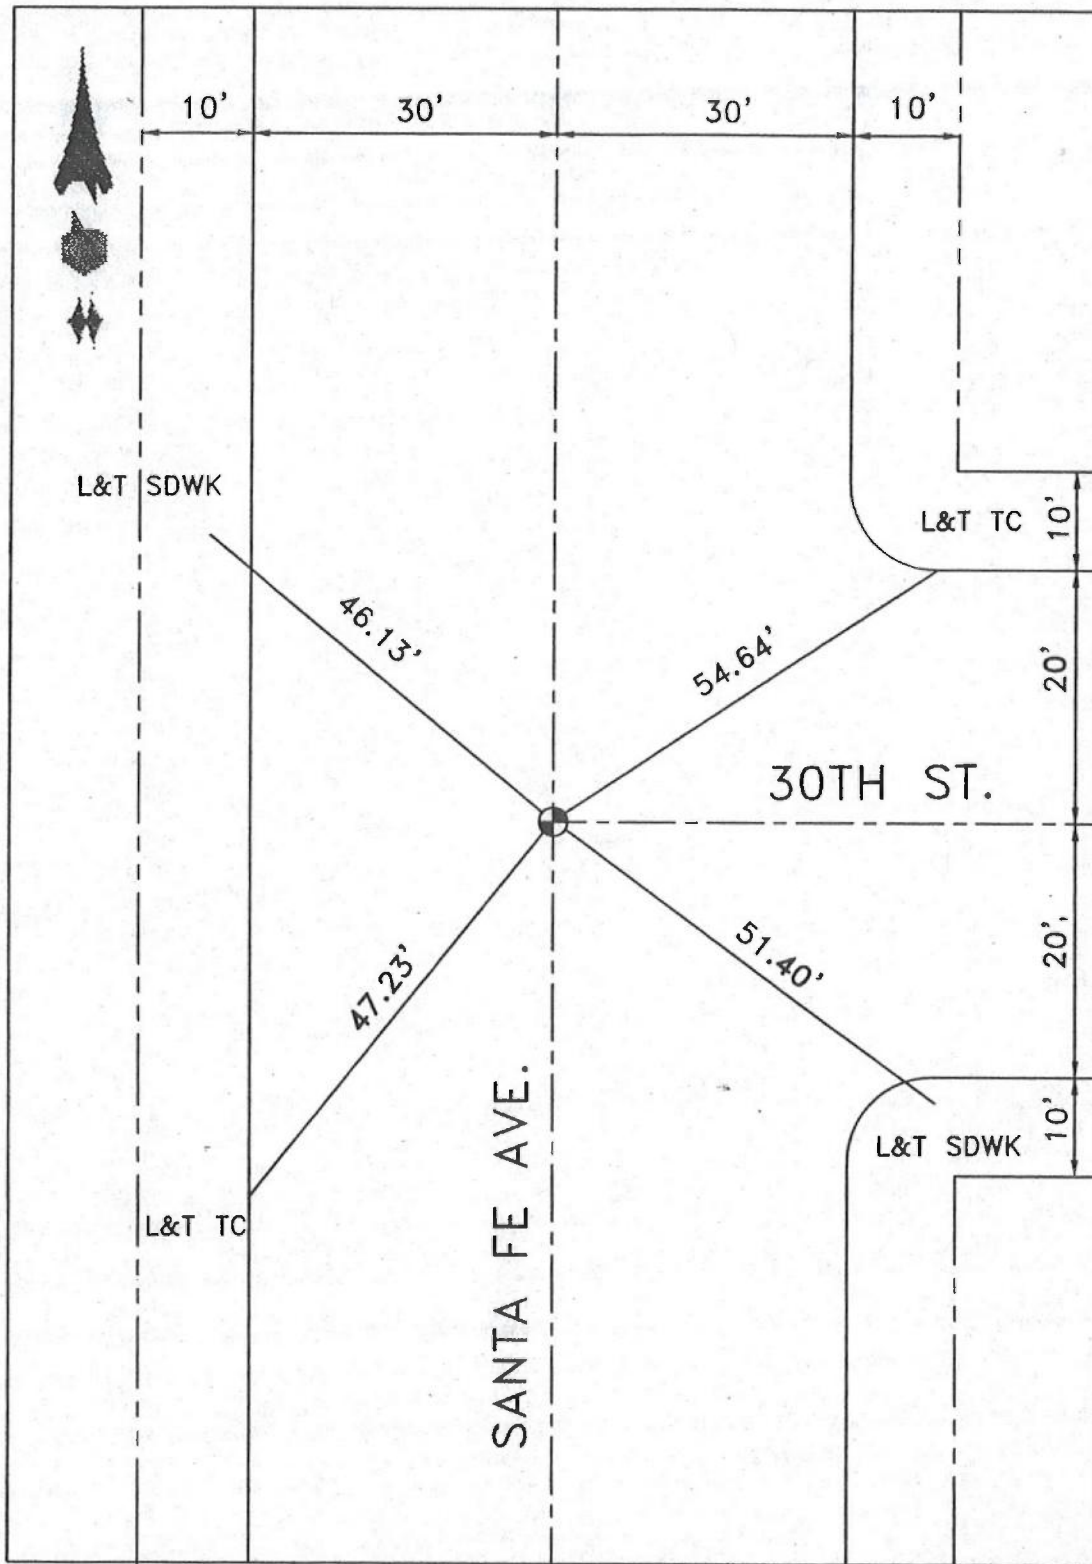 10' 30' 30' 10'
L&T SDWK
L&T TC
10'
46.13'
54.64'
20'
30TH ST.
47.23'
51.40'
20'
SANTA FE AVE.
10'
L&T SDWK
L&T TC